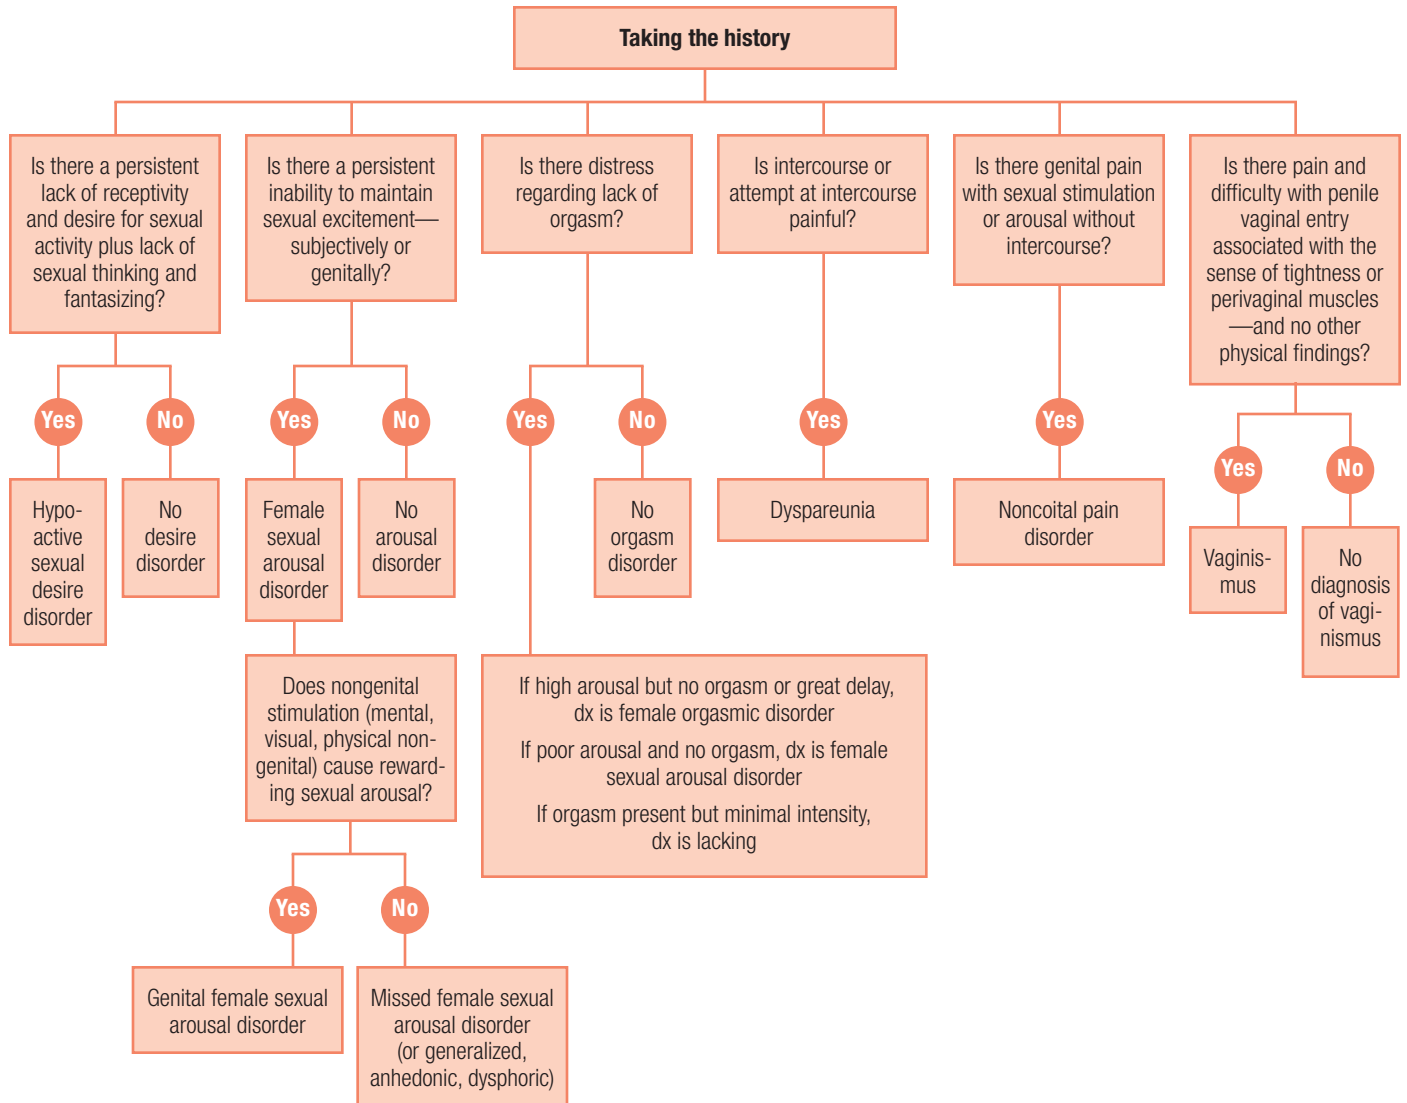 Taking the history
Is there a persistent
lack of receptivity
and desire for sexual
activity plus lack of
sexual thinking and
fantasizing?
Yes
No
Hypo-
active
sexual
desire
disorder
No
desire
disorder
Is there a persistent
inability to maintain
sexual excitement—
subjectively or
genitally?
Yes
No
Female
sexual
arousal
disorder
No
arousal
disorder
Does nongenital
stimulation (mental,
visual, physical non-
genital) cause reward-
ing sexual arousal?
Yes
No
Genital female sexual
arousal disorder
Missed female sexual
arousal disorder
(or generalized,
anhedonic, dysphoric)
Is there distress
regarding lack of
orgasm?
Yes
No
No
orgasm
disorder
If high arousal but no orgasm or great delay,
dx is female orgasmic disorder
If poor arousal and no orgasm, dx is female
sexual arousal disorder
If orgasm present but minimal intensity,
dx is lacking
Is intercourse or
attempt at intercourse
painful?
Yes
Dyspareunia
Is there genital pain
with sexual stimulation
or arousal without
intercourse?
Yes
Noncoital pain
disorder
Is there pain and
difficulty with penile
vaginal entry
associated with the
sense of tightness or
perivaginal muscles
—and no other
physical findings?
Yes
No
Vaginis-
mus
No
diagnosis
of vagi-
nismus